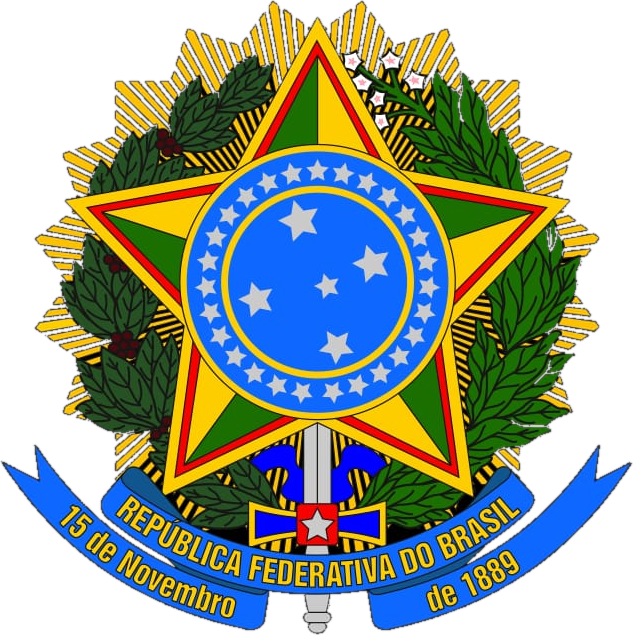 REPÚBLICA FEDERATIVA DO BRASIL
15 de Novembro
de 1889